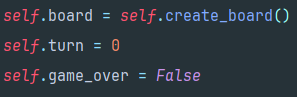 self.board = self.create_board()
self.turn = 0
self.game_over = False